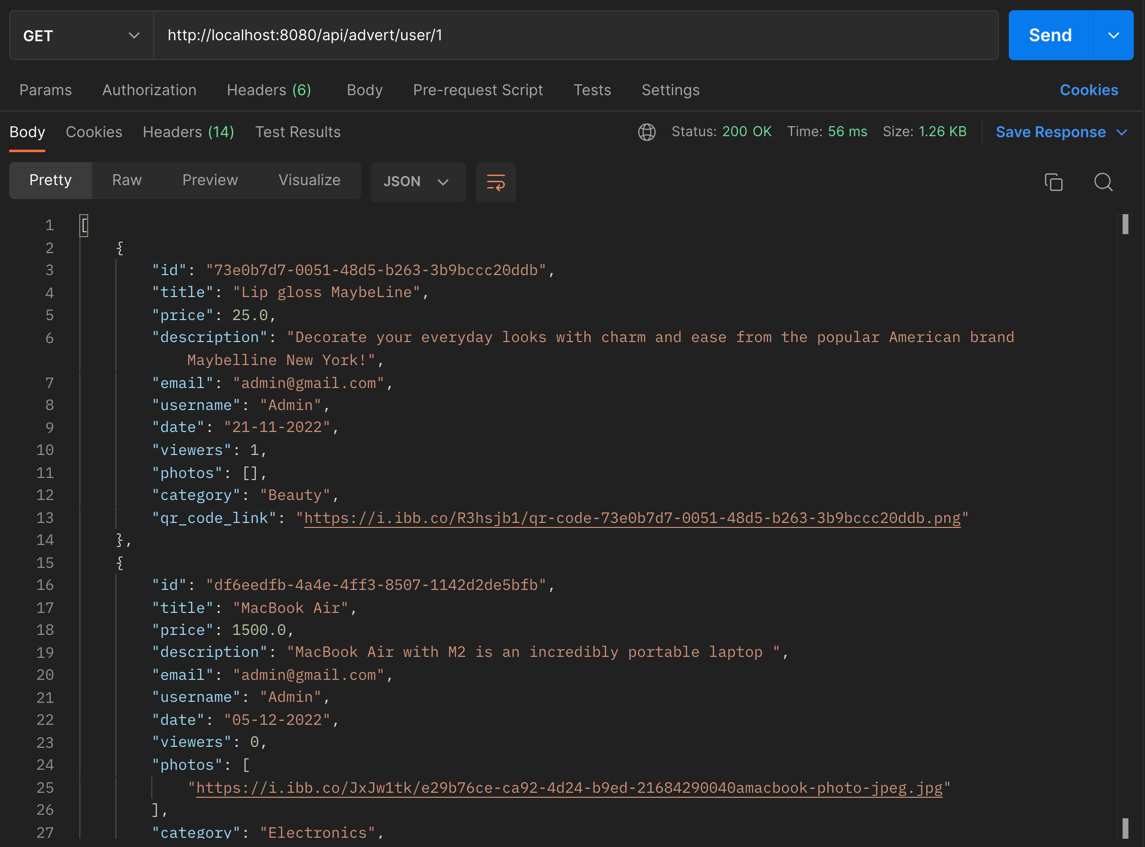 GET http://localhost:8080/api/advert/user/1 Send
Params Authorization Headers (6) Body Pre-request Script Tests Settings Cookies
Body Cookies Headers (14) Test Results Status: 200 OK Time: 56 ms Size: 1.26 KB Save Response
Pretty Raw Preview Visualize JSON
1 [
2 {
3 "id": "73e0b7d7-0051-48d5-b263-3b9bccc20ddb",
4 "title": "Lip gloss MaybeLine",
5 "price": 25.0,
6 "description": "Decorate your everyday looks with charm and ease from the popular American brand
Maybelline New York!",
7 "email": "admin@gmail.com",
8 "username": "Admin",
9 "date": "21-11-2022",
10 "viewers": 1,
11 "photos": [],
12 "category": "Beauty",
13 "qr_code_link": "https://i.ibb.co/R3hsjb1/qr-code-73e0b7d7-0051-48d5-b263-3b9bccc20ddb.png"
14 },
15 {
16 "id": "df6eedfb-4a4e-4ff3-8507-1142d2de5bfb",
17 "title": "MacBook Air",
18 "price": 1500.0,
19 "description": "MacBook Air with M2 is an incredibly portable laptop ",
20 "email": "admin@gmail.com",
21 "username": "Admin",
22 "date": "05-12-2022",
23 "viewers": 0,
24 "photos": [
25 "https://i.ibb.co/JxJw1tk/e29b76ce-ca92-4d24-b9ed-21684290040amacbook-photo-jpeg.jpg"
26 ],
27 "category": "Electronics",